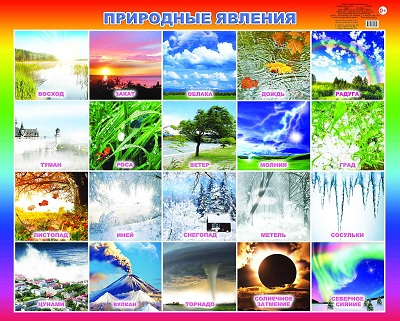 ПРИРОДНЫЕ ЯВЛЕНИЯ
0+
ВОСХОД
ЗАКАТ
ОБЛАКА
ДОЖДЬ
РАДУГА
ТУМАН
РОСА
ВЕТЕР
МОЛНИЯ
ГРАД
ЛИСТОПАД
ИНЕЙ
СНЕГОПАД
МЕТЕЛЬ
СОСУЛЬКИ
ЦУНАМИ
ВУЛКАН
ТОРНАДО
СОЛНЕЧНОЕ
ЗАТМЕНИЕ
СЕВЕРНОЕ
СИЯНИЕ